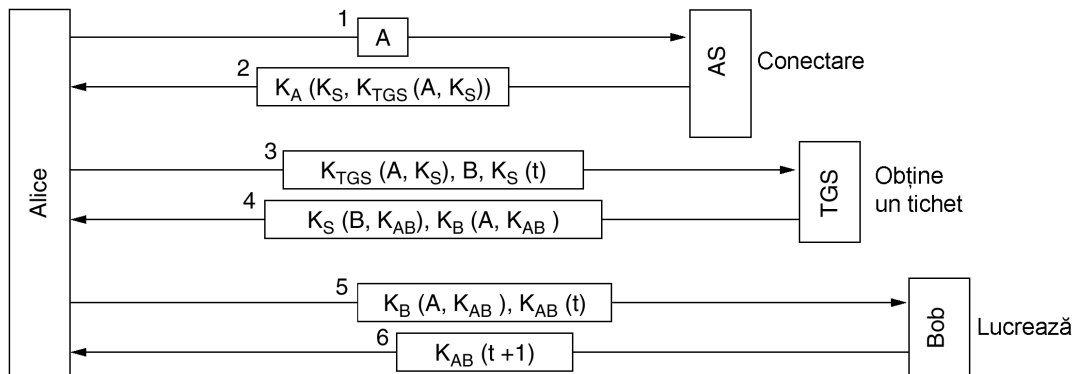 Alice
1
A
AS
Conectare
2
K_A (K_S, K_TGS (A, K_S))
3
K_TGS (A, K_S), B, K_S (t)
TGS
Obține
un tichet
4
K_S (B, K_AB), K_B (A, K_AB )
5
K_B (A, K_AB ), K_AB (t)
Bob
Lucrează
6
K_AB (t +1)